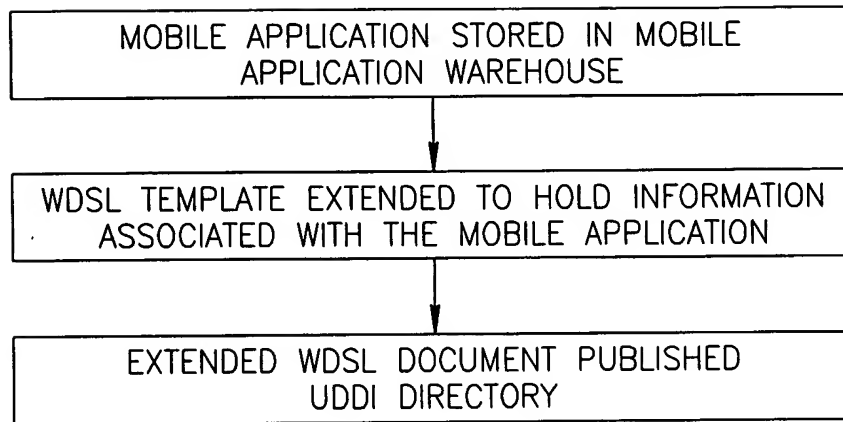 MOBILE APPLICATION STORED IN MOBILE
APPLICATION WAREHOUSE
WDSL TEMPLATE EXTENDED TO HOLD INFORMATION
ASSOCIATED WITH THE MOBILE APPLICATION
EXTENDED WDSL DOCUMENT PUBLISHED
UDDI DIRECTORY